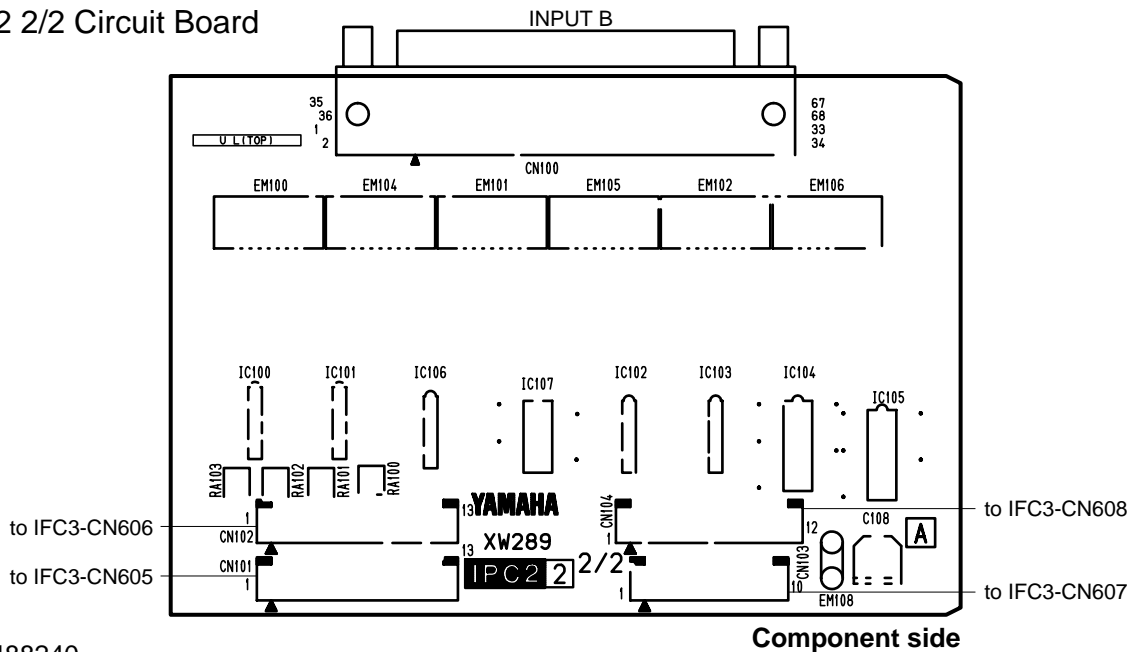 2 2/2 Circuit Board
INPUT B
35
36
1
2
67
68
33
34
U L(TOP)
CN100
EM100
EM104
EM101
EM105
EM102
EM106
IC100
IC101
IC106
IC107
IC102
IC103
IC104
IC105
RA103
RA102
RA101
RA100
to IFC3-CN606
1
CN102
13
YAMAHA
CN104
1
12
to IFC3-CN608
C108
A
to IFC3-CN605
CN101
1
13
XW289
IPC2 2 2/2
1
10
CN103
EM108
to IFC3-CN607
Component side